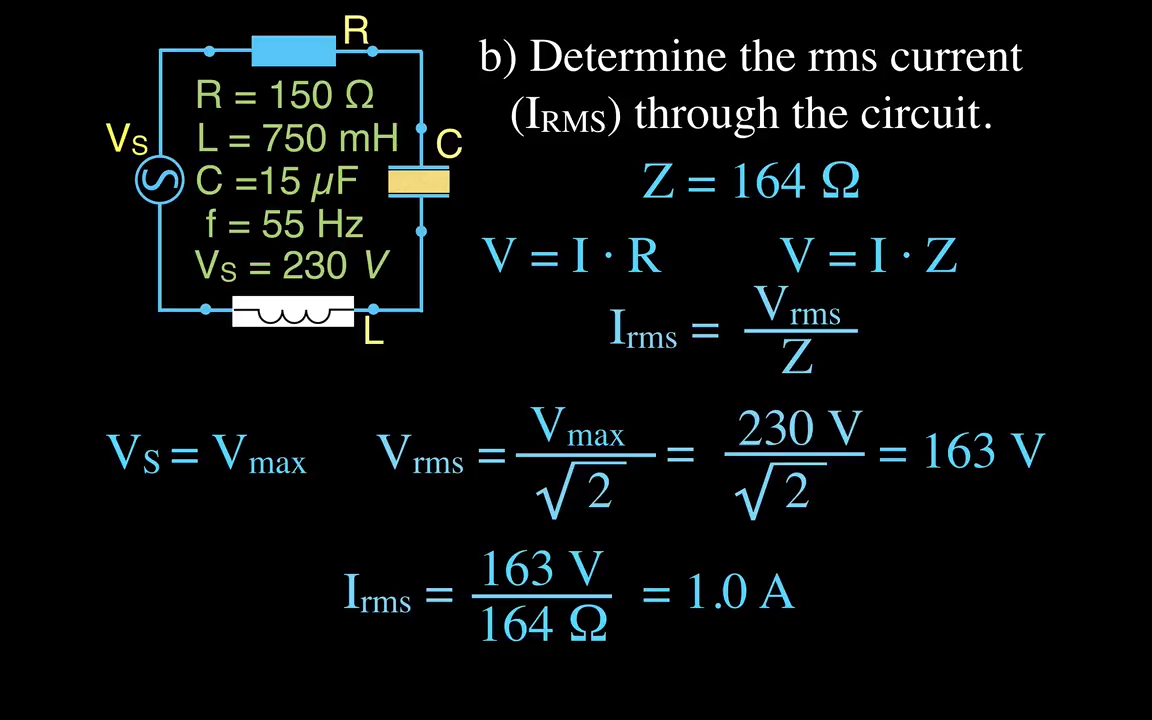 R
R = 150 Ω
L = 750 mH
C =15 µF
f = 55 Hz
VS = 230 V
VS
C
L
b) Determine the rms current
(IRMS) through the circuit.
Z = 164 Ω
V = I · R V = I · Z
Irms = Vrms / Z
VS = Vmax Vrms = Vmax / √2 = 230 V / √2 = 163 V
Irms = 163 V / 164 Ω = 1.0 A